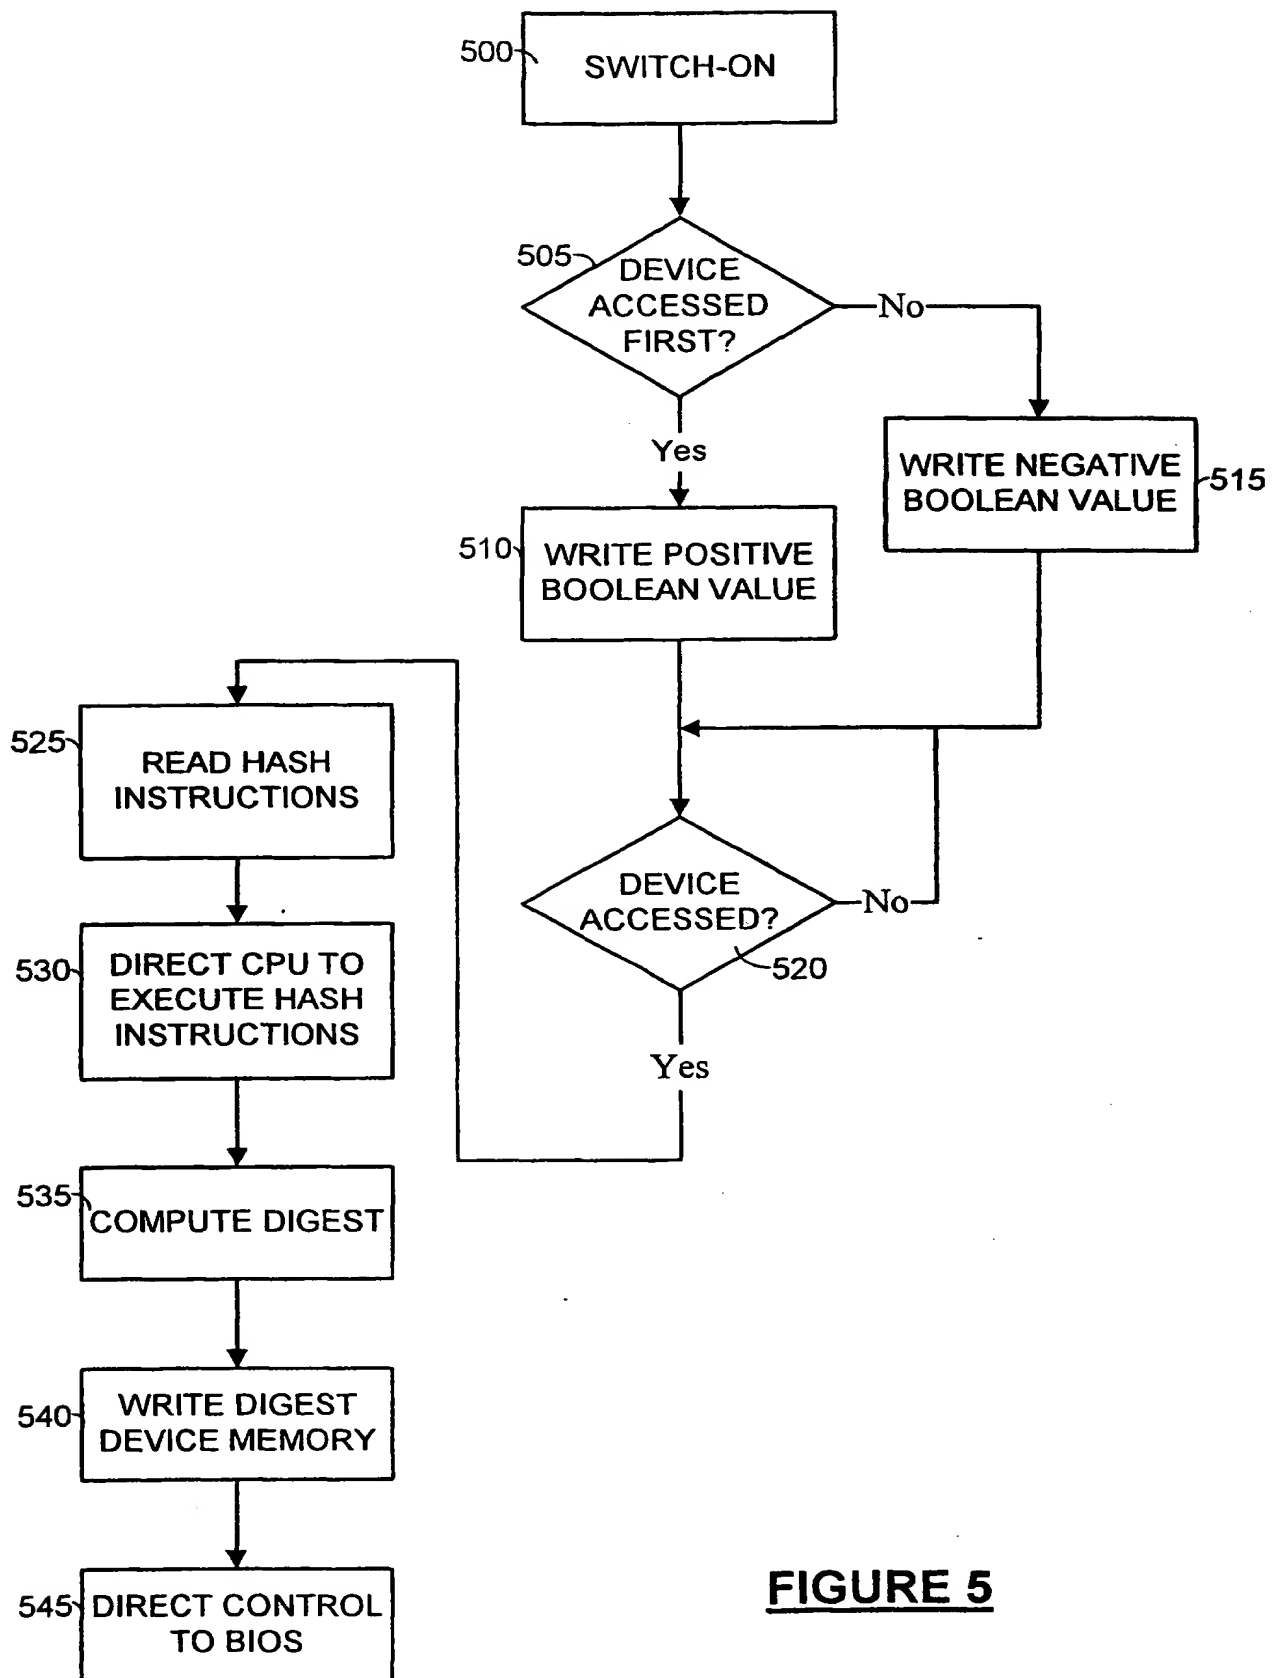 500
SWITCH-ON
505
DEVICE
ACCESSED
FIRST?
No
Yes
WRITE NEGATIVE
BOOLEAN VALUE
515
510
WRITE POSITIVE
BOOLEAN VALUE
DEVICE
ACCESSED?
No
520
Yes
525
READ HASH
INSTRUCTIONS
530
DIRECT CPU TO
EXECUTE HASH
INSTRUCTIONS
535
COMPUTE DIGEST
540
WRITE DIGEST
DEVICE MEMORY
545
DIRECT CONTROL
TO BIOS
FIGURE 5